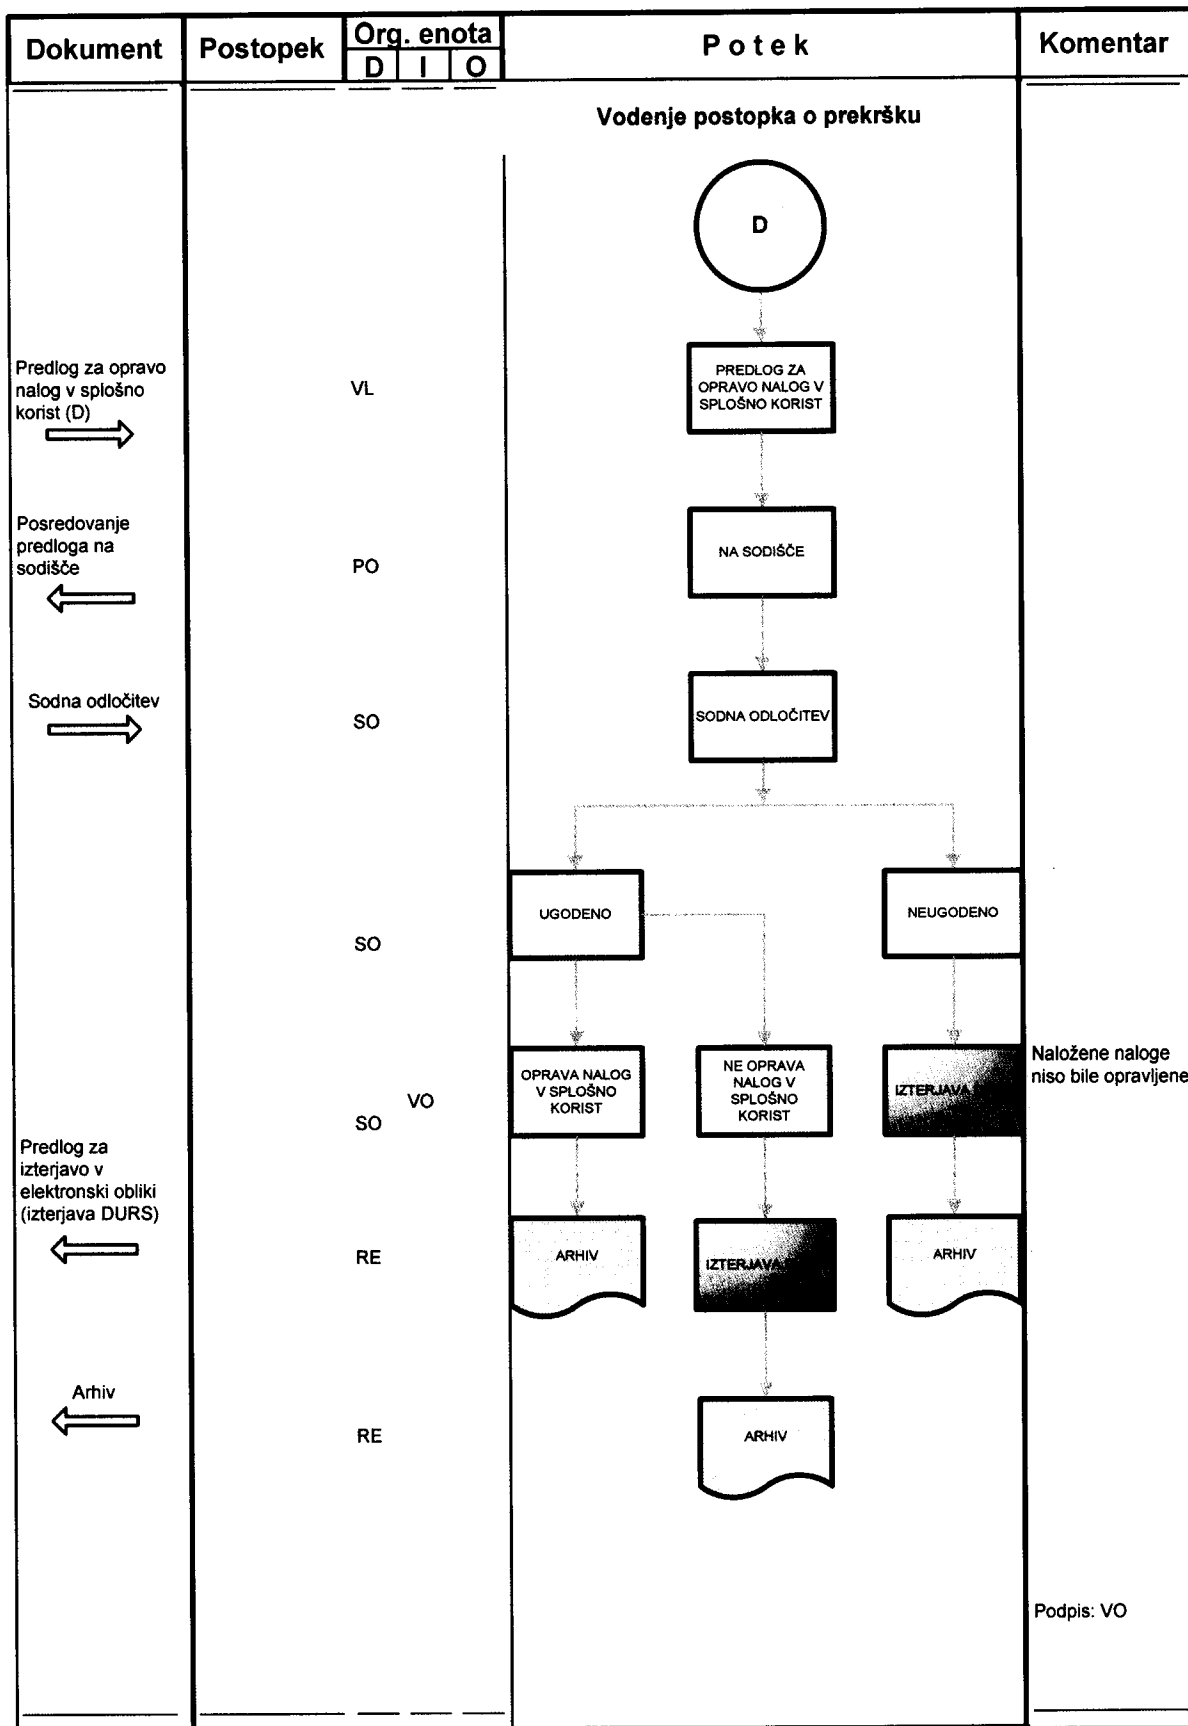 Dokument
Postopek
Org. enota
D I O
P o t e k
Komentar
Vodenje postopka o prekršku
D
Predlog za opravo
nalog v splošno
korist (D)
VL
PREDLOG ZA
OPRAVO NALOG V
SPLOŠNO KORIST
Posredovanje
predloga na
sodišče
PO
NA SODIŠČE
Sodna odločitev
SO
SODNA ODLOČITEV
SO
UGODENO
NEUGODENO
SO
VO
OPRAVA NALOG
V SPLOŠNO
KORIST
NE OPRAVA
NALOG V
SPLOŠNO
KORIST
IZTERJAVA
Naložene naloge
niso bile opravljene
Predlog za
izterjavo v
elektronski obliki
(izterjava DURS)
RE
ARHIV
IZTERJAVA
ARHIV
Arhiv
RE
ARHIV
Podpis: VO